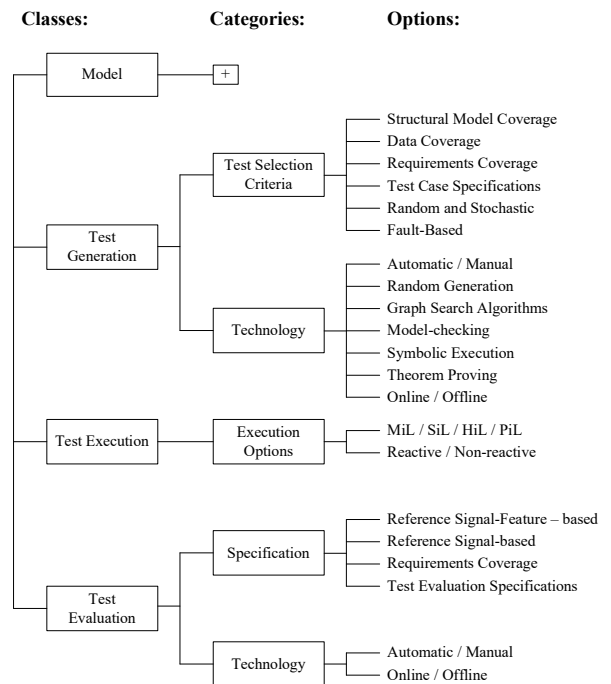 Classes:
Categories:
Options:
Model
+
Test Generation
Test Selection
Criteria
Structural Model Coverage
Data Coverage
Requirements Coverage
Test Case Specifications
Random and Stochastic
Fault-Based
Technology
Automatic / Manual
Random Generation
Graph Search Algorithms
Model-checking
Symbolic Execution
Theorem Proving
Online / Offline
Test Execution
Execution
Options
MiL / SiL / HiL / PiL
Reactive / Non-reactive
Test
Evaluation
Specification
Reference Signal-Feature – based
Reference Signal-based
Requirements Coverage
Test Evaluation Specifications
Technology
Automatic / Manual
Online / Offline